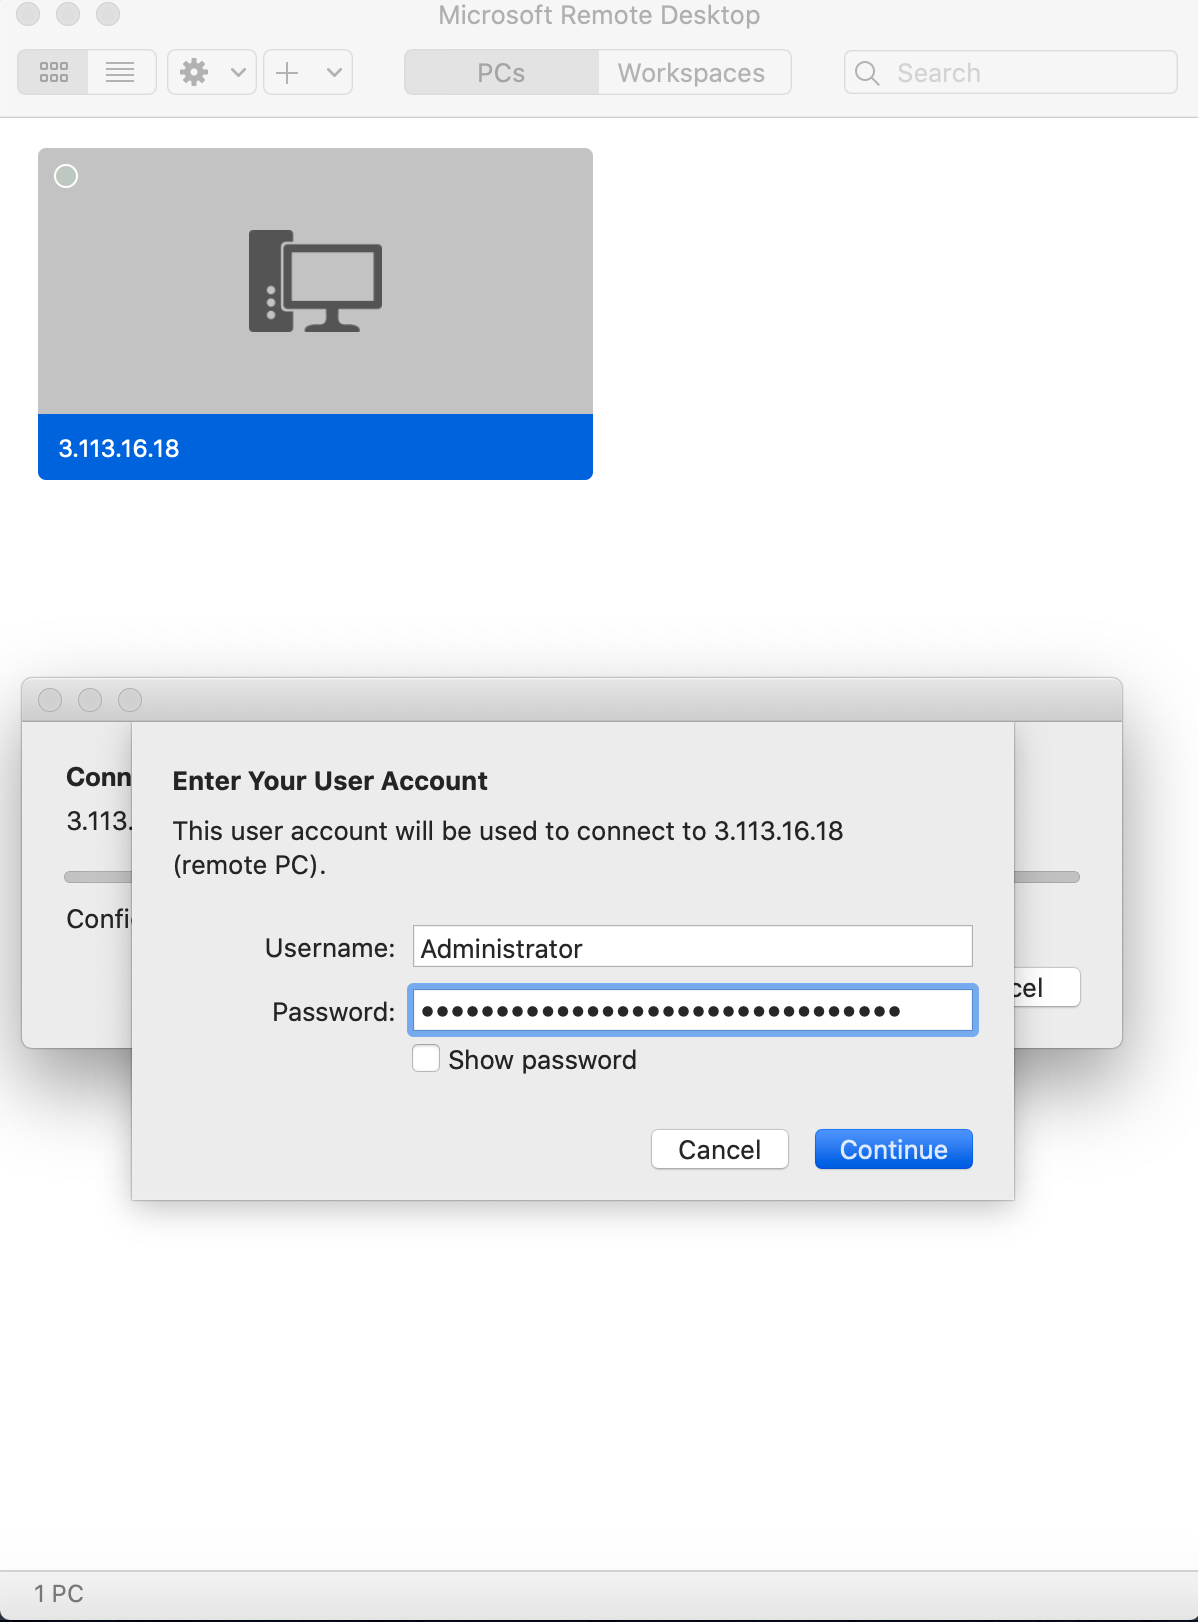 Microsoft Remote Desktop
PCs
Workspaces
Search
3.113.16.18
Conn
3.113.
Confi
Enter Your User Account
This user account will be used to connect to 3.113.16.18
(remote PC).
Username: Administrator
Password: ••••••••••••••••••••••••••••••••
Show password
Cancel
Continue
cel
1 PC